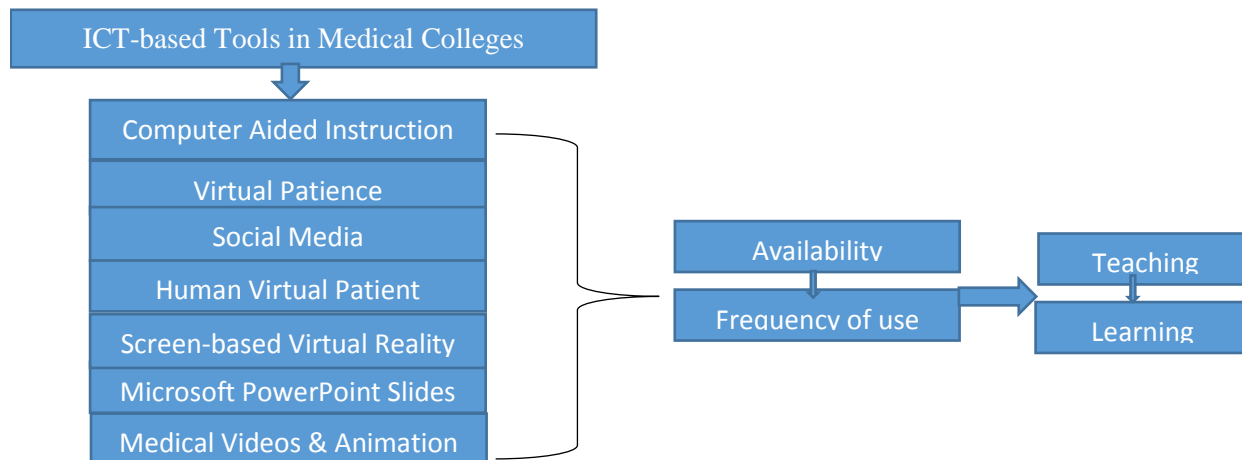 ICT-based Tools in Medical Colleges
Computer Aided Instruction
Virtual Patience
Social Media
Human Virtual Patient
Screen-based Virtual Reality
Microsoft PowerPoint Slides
Medical Videos & Animation
Availability
Frequency of use
Teaching
Learning